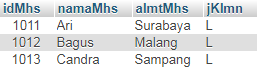 idMhs namaMhs almtMhs jKlmn
1011 Ari Surabaya L
1012 Bagus Malang L
1013 Candra Sampang L